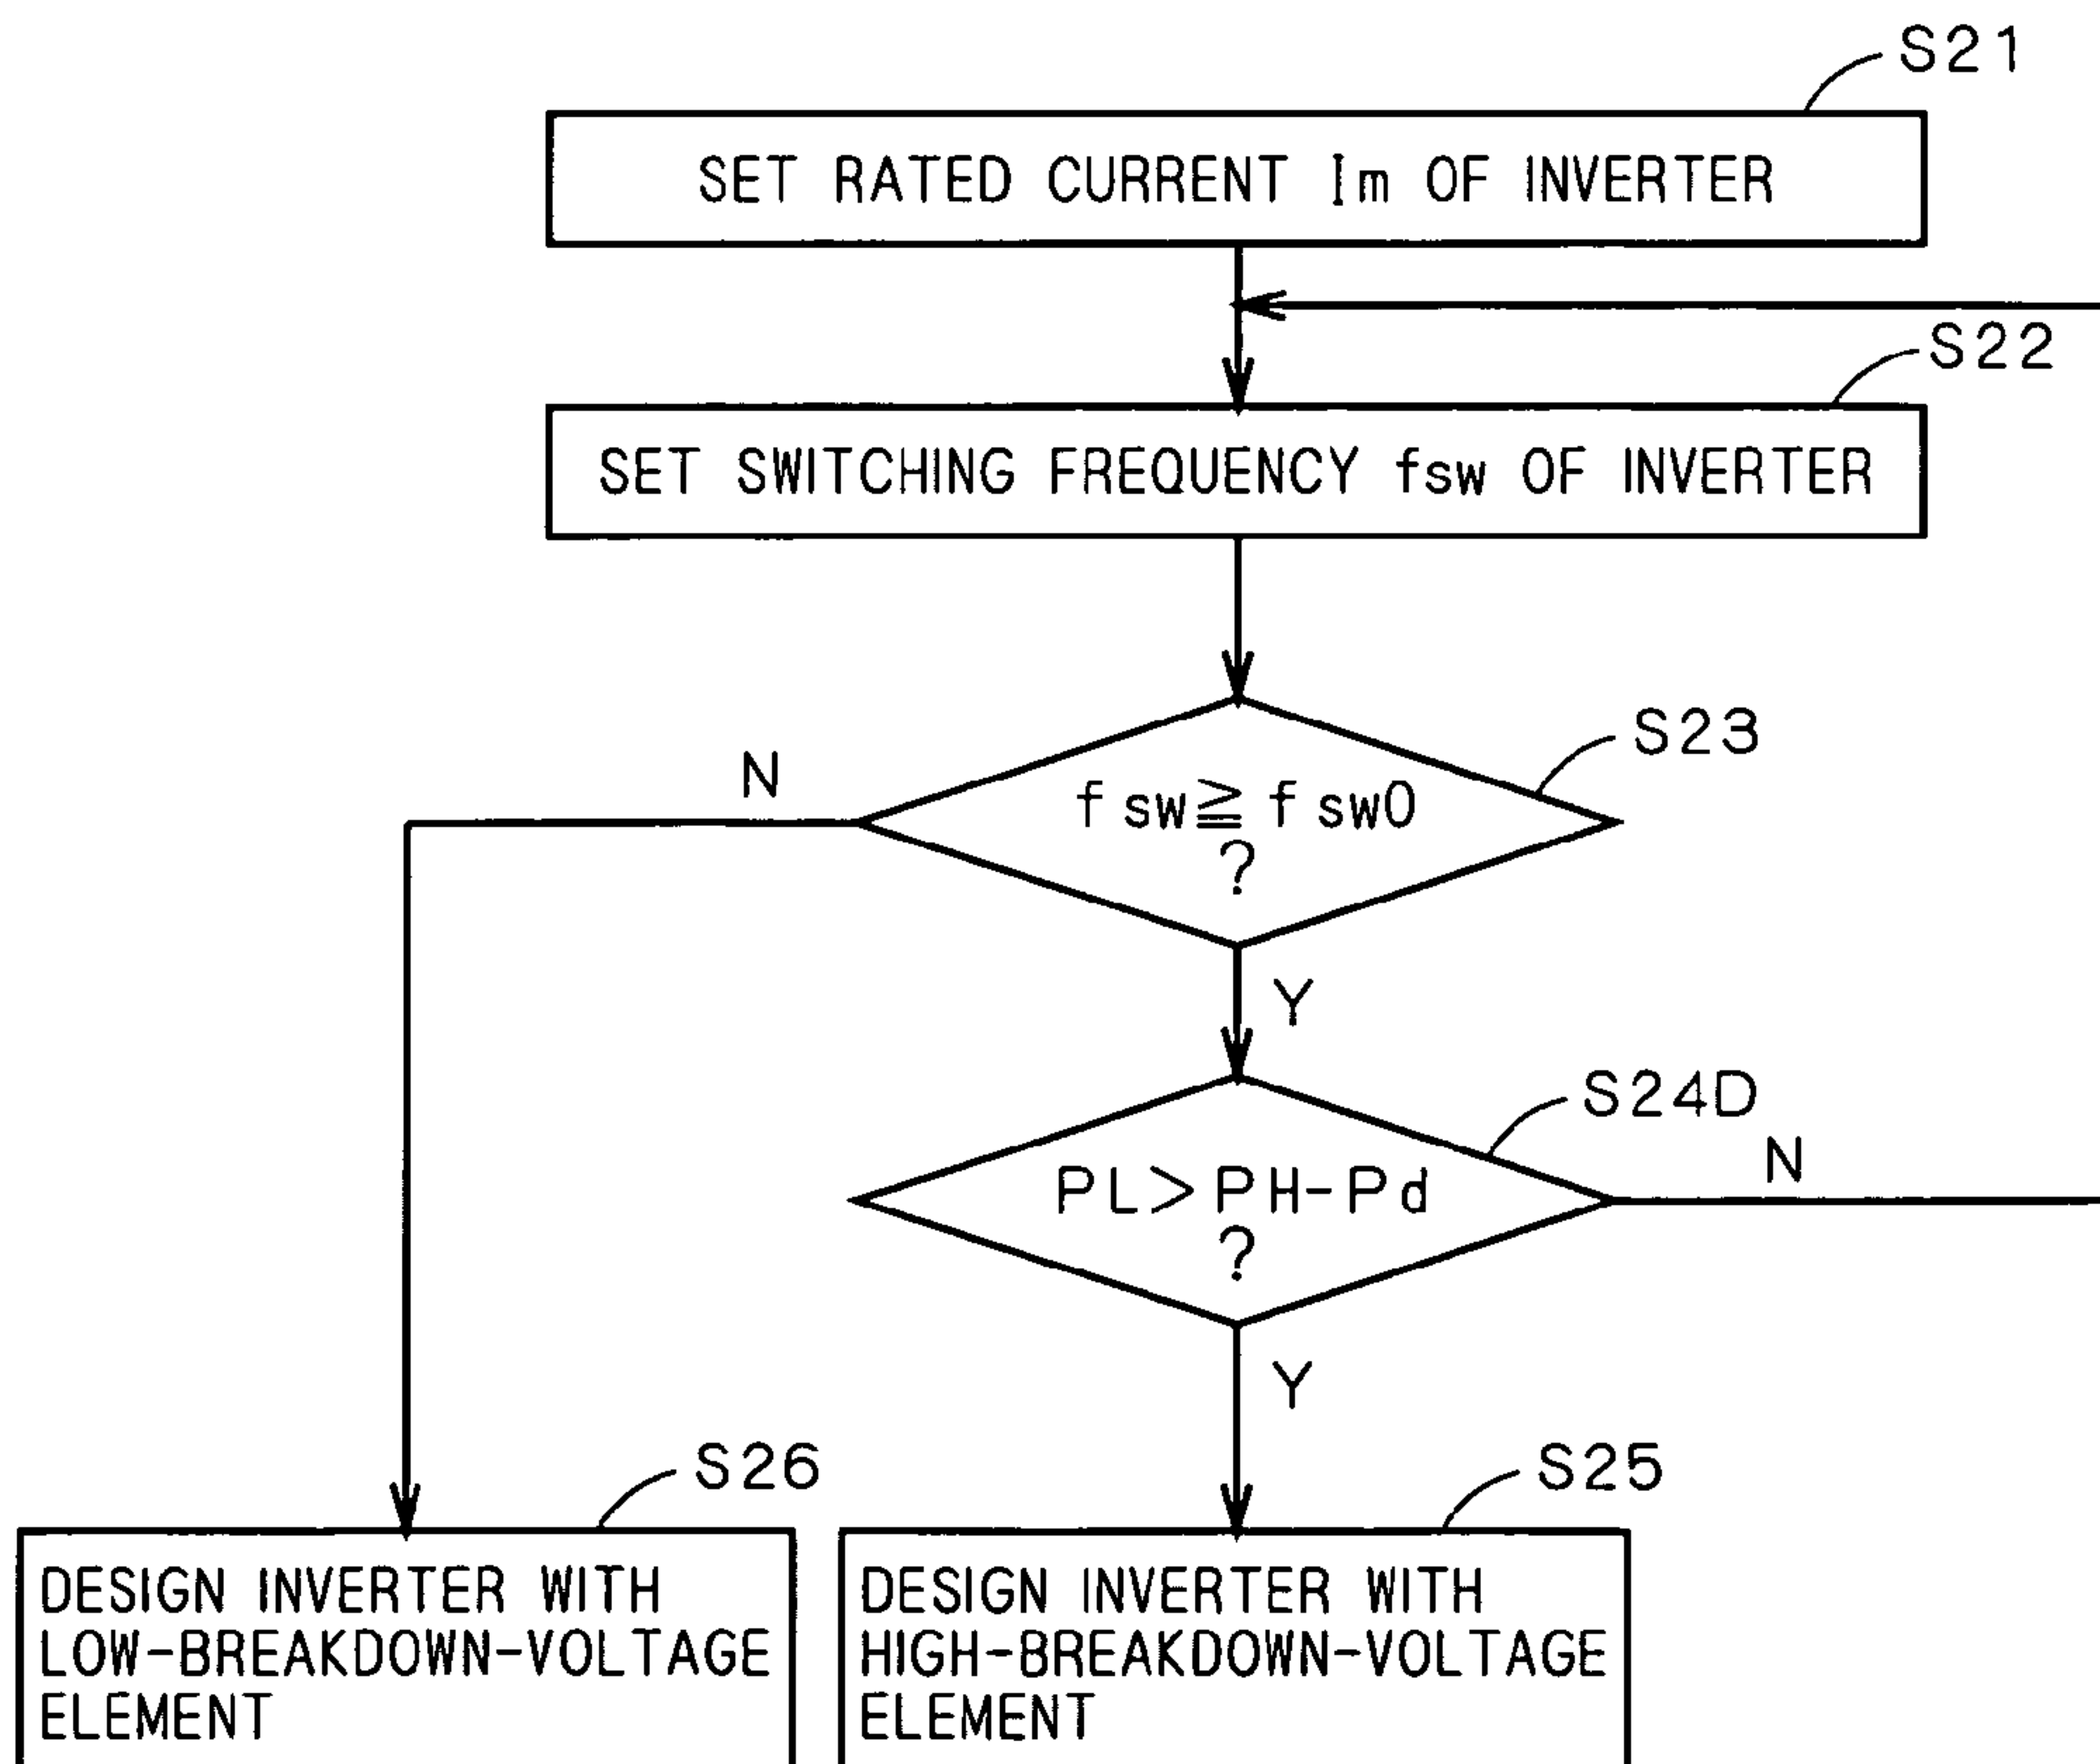 S21
SET RATED CURRENT Im OF INVERTER
S22
SET SWITCHING FREQUENCY fsw OF INVERTER
S23
N
fsw≧fsw0
?
Y
S24D
N
PL>PH-Pd
?
Y
S26
S25
DESIGN INVERTER WITH
LOW-BREAKDOWN-VOLTAGE
ELEMENT
DESIGN INVERTER WITH
HIGH-BREAKDOWN-VOLTAGE
ELEMENT